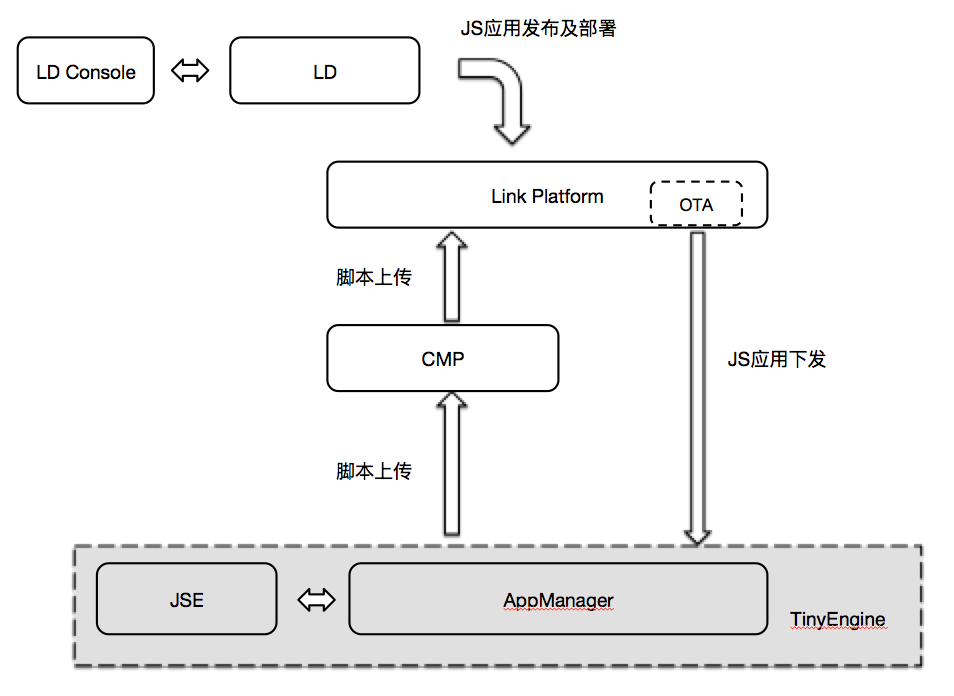 JS应用发布及部署
LD Console
LD
Link Platform
OTA
脚本上传
CMP
JS应用下发
脚本上传
JSE
AppManager
TinyEngine